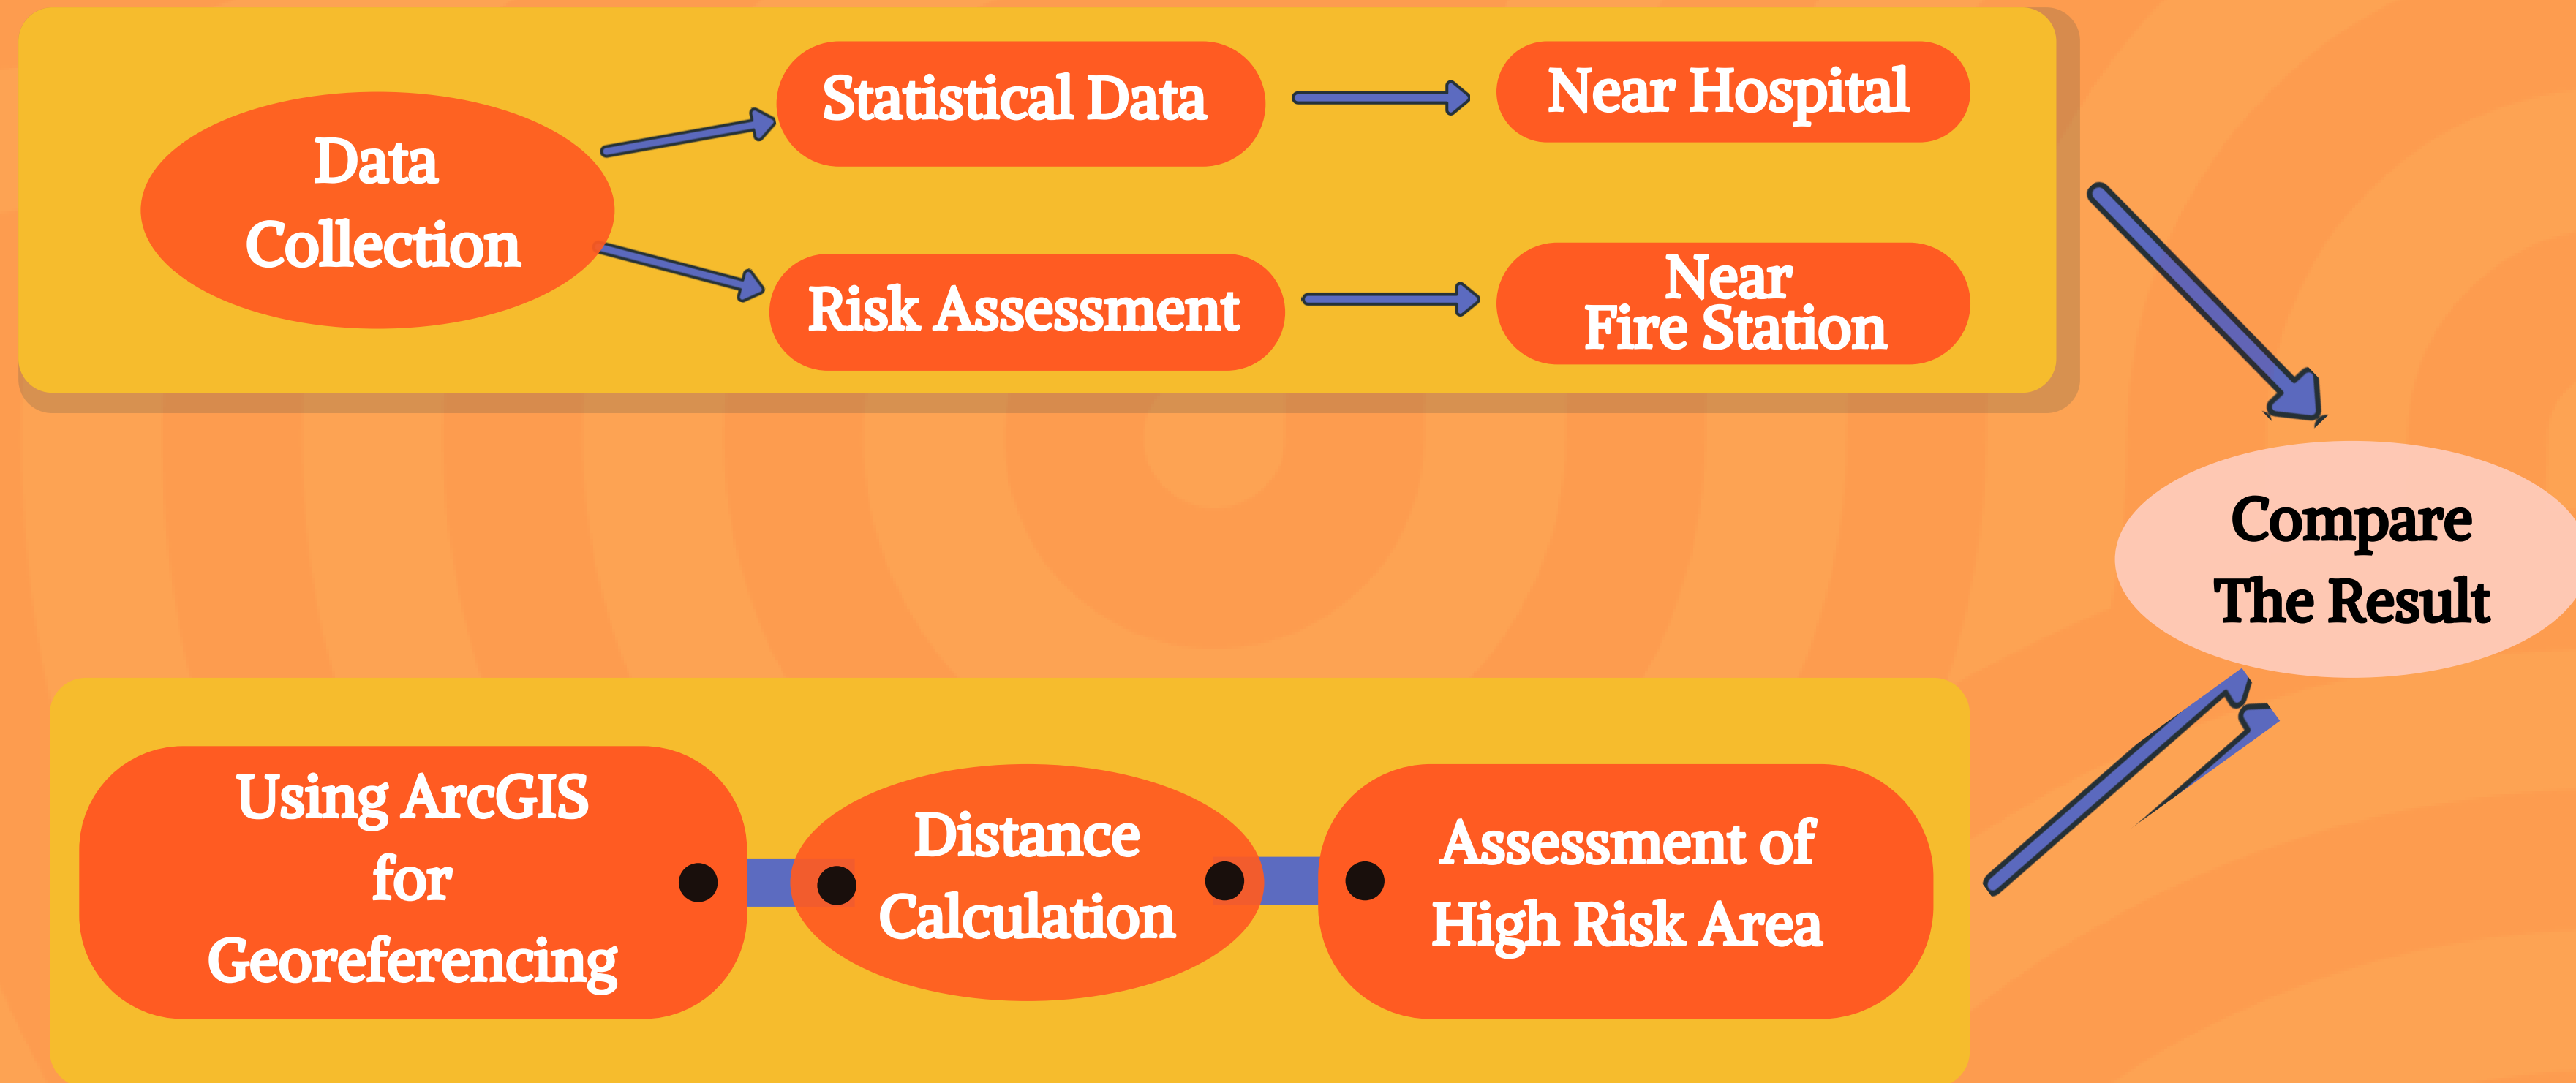 Data
Collection
Statistical Data
Near Hospital
Risk Assessment
Near
Fire Station
Compare
The Result
Using ArcGIS
for
Georeferencing
Distance
Calculation
Assessment of
High Risk Area